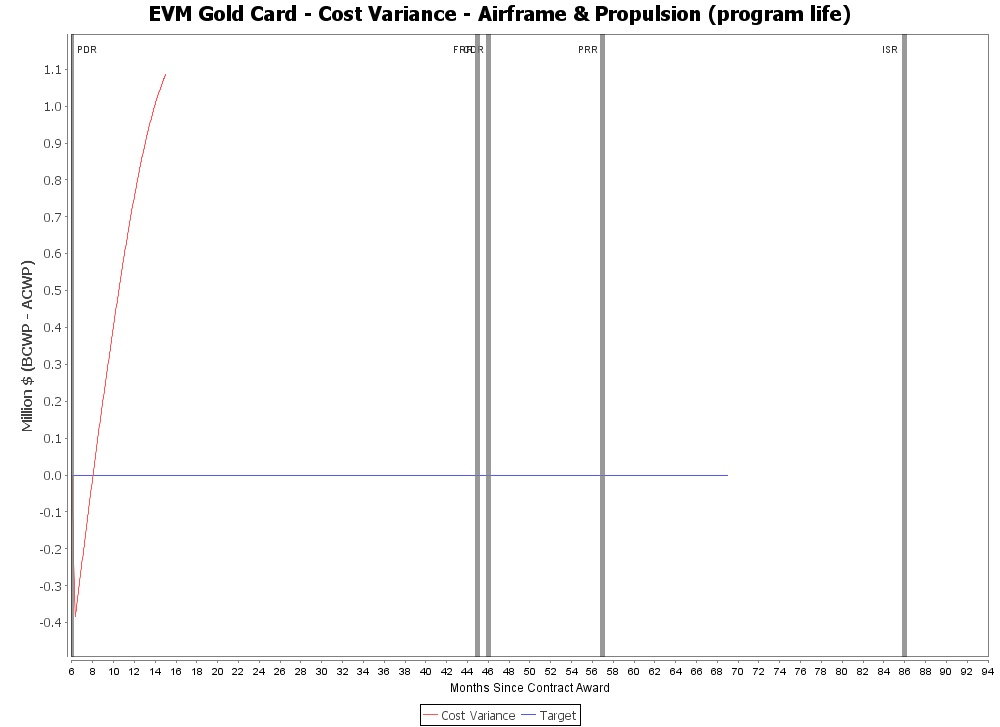 EVM Gold Card - Cost Variance - Airframe & Propulsion (program life)
PDR
PRR
ISR
1.1
1.0
0.9
0.8
0.7
0.6
0.5
0.4
0.3
0.2
0.1
0.0
-0.1
-0.2
-0.3
-0.4
Million $ (BCWP - ACWP)
6 8 10 12 14 16 18 20 22 24 26 28 30 32 34 36 38 40 42 44 46 48 50 52 54 56 58 60 62 64 66 68 70 72 74 76 78 80 82 84 86 88 90 92 94
Months Since Contract Award
Cost Variance Target